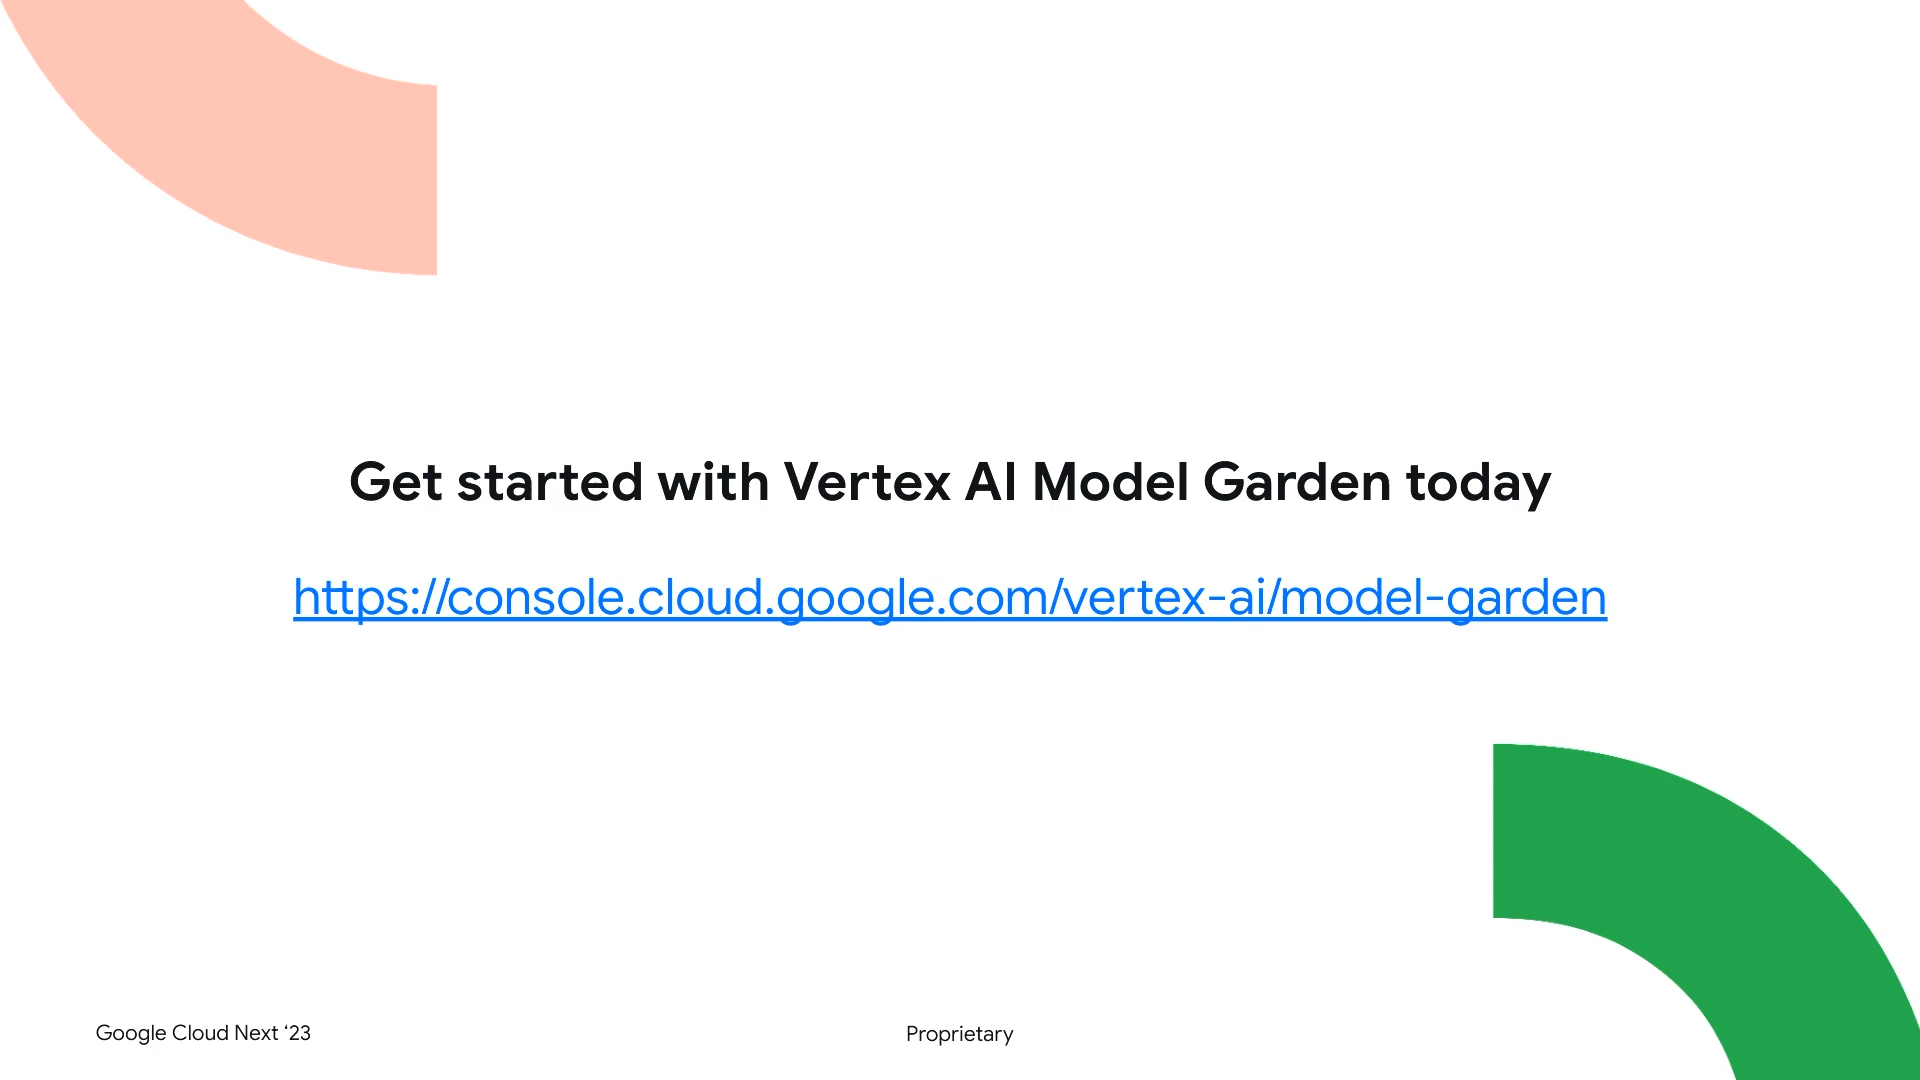 Get started with Vertex AI Model Garden today
https://console.cloud.google.com/vertex-ai/model-garden
Google Cloud Next ‘23
Proprietary